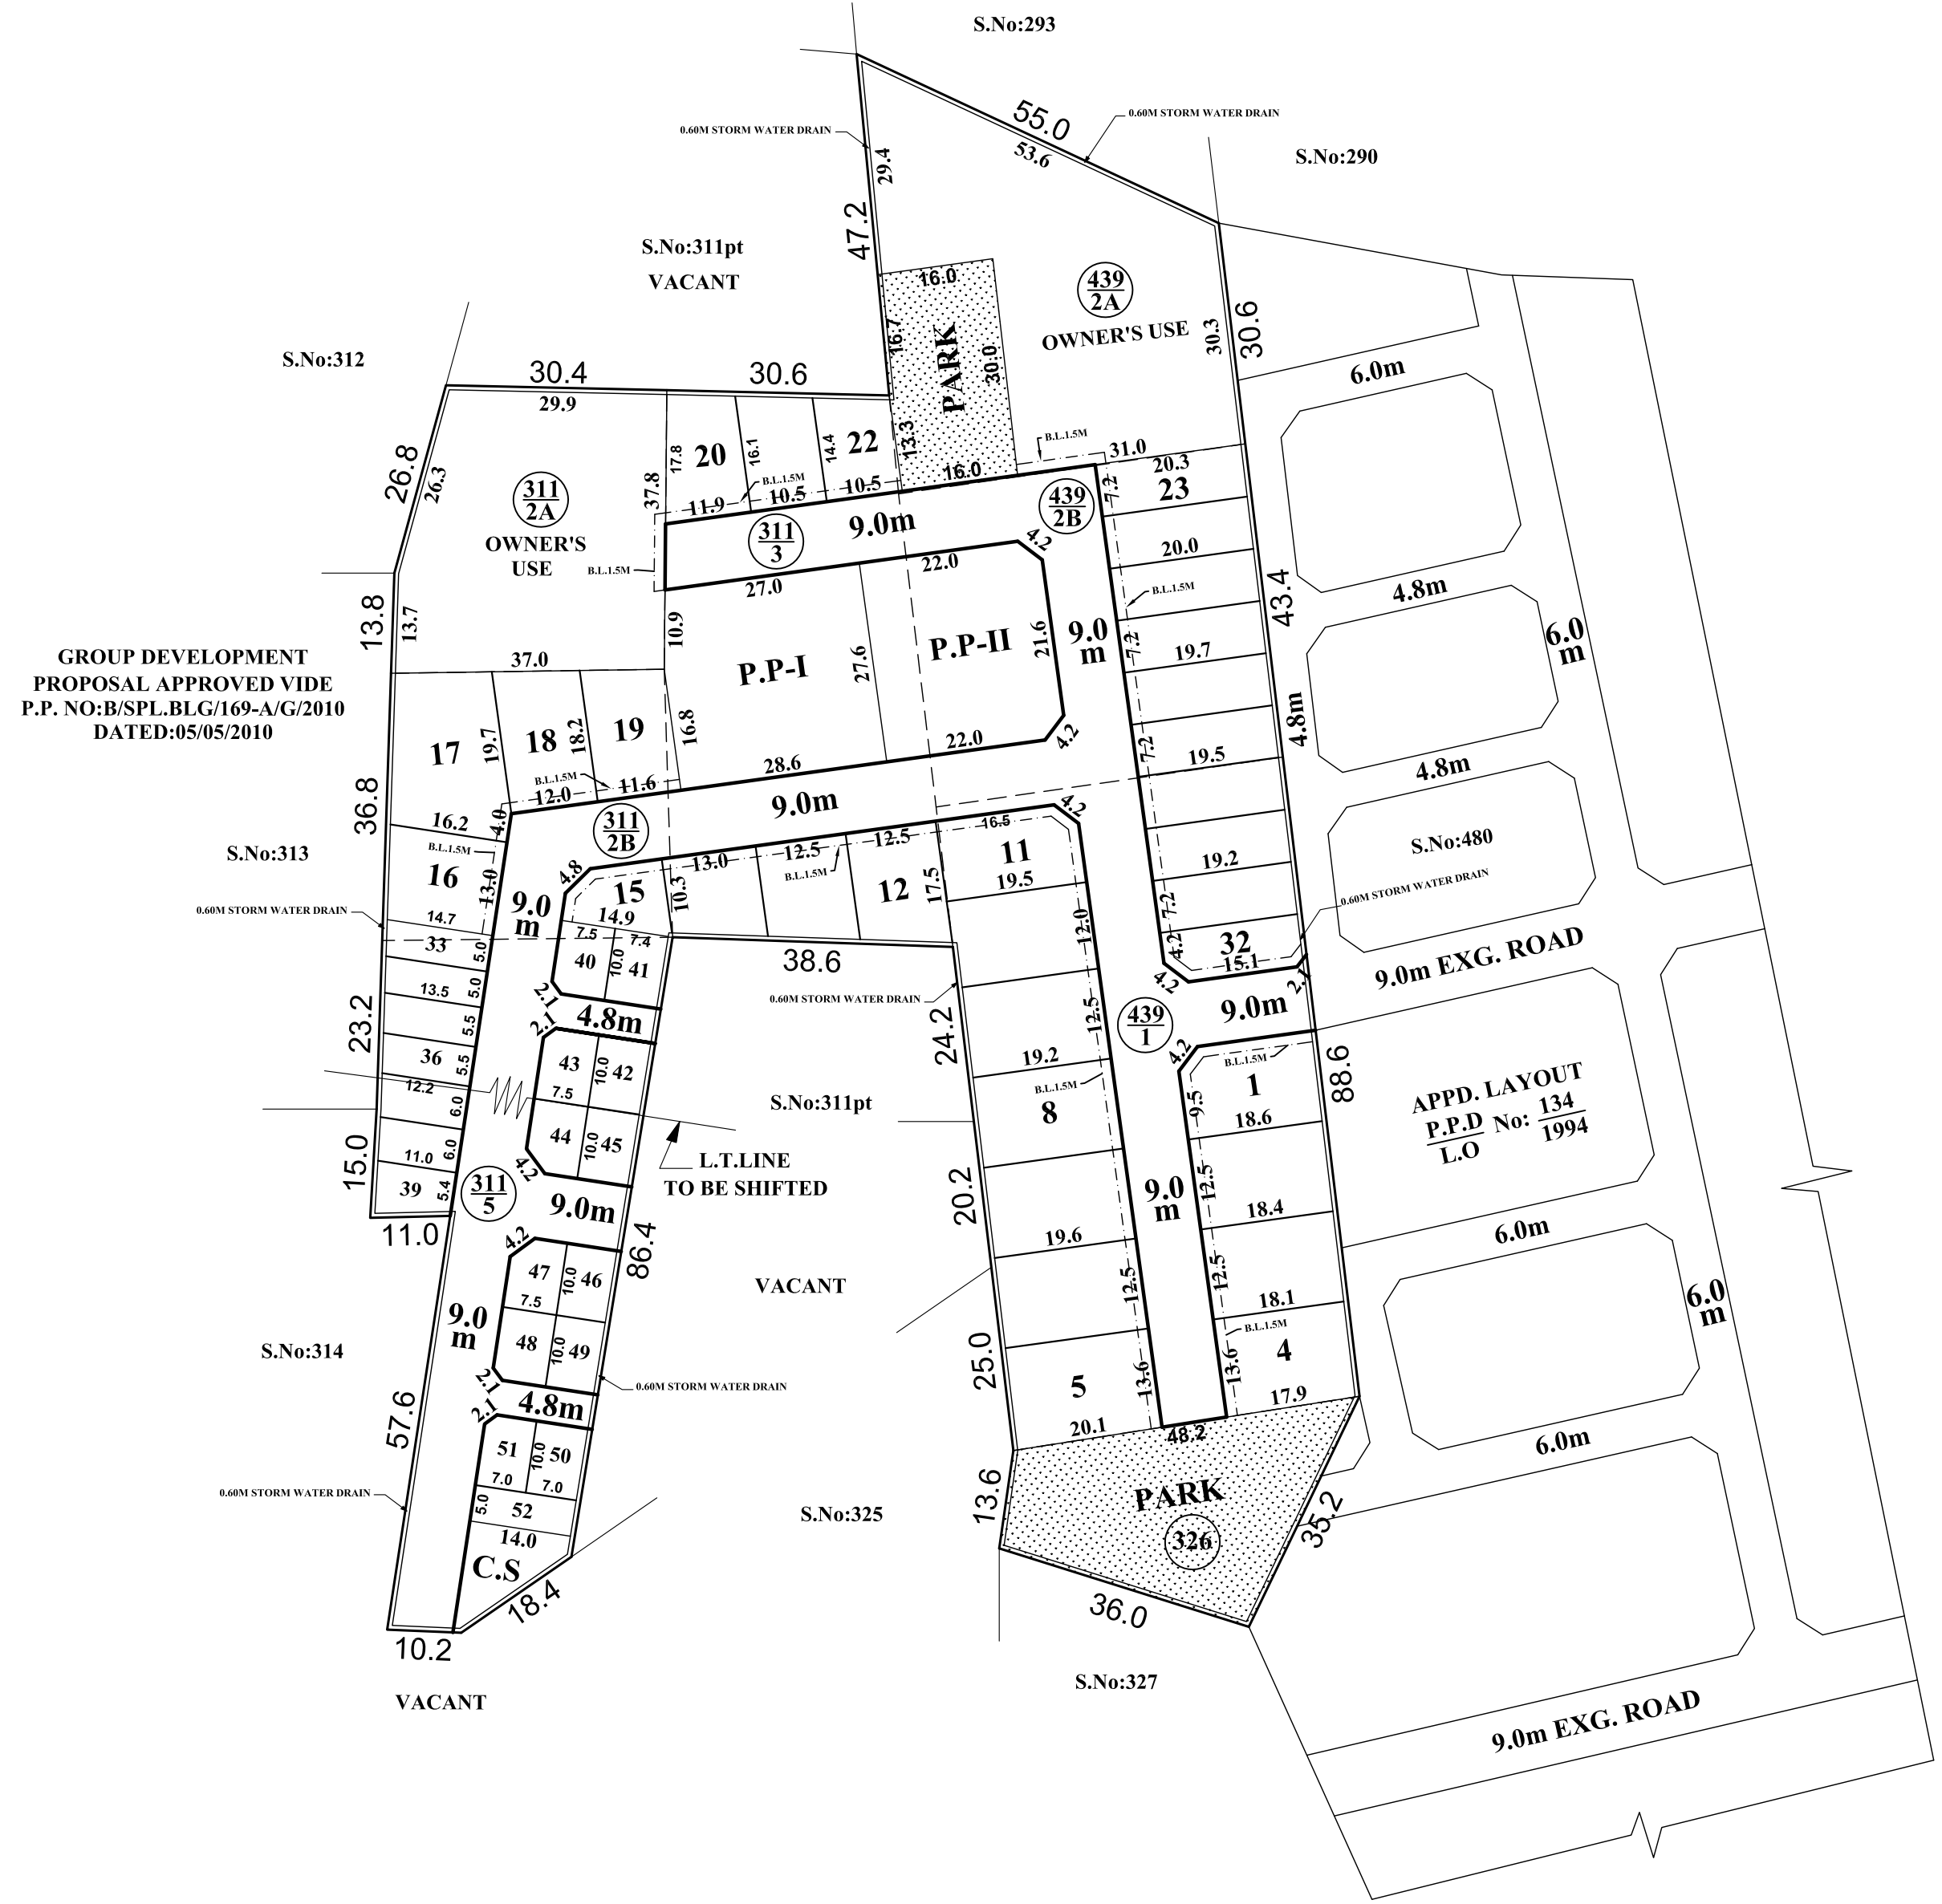 S.No:293
55.0
53.6
0.60M STORM WATER DRAIN
0.60M STORM WATER DRAIN
29.4
47.2
S.No:290
S.No:311pt
VACANT
16.0
439
2A
OWNER'S USE
16.7
PARK
30.0
30.3
30.6
S.No:312
30.4
30.6
29.9
26.8
26.3
37.8
17.8
20
16.1
14.4
22
13.3
B.L.1.5M
11.9
10.5
10.5
16.0
B.L.1.5M
31.0
20.3
23
7.2
311
2A
OWNER'S
USE
B.L.1.5M
311
3
9.0m
439
2B
4.2
27.0
22.0
20.0
B.L.1.5M
43.4
13.8
13.7
37.0
10.9
P.P-I
27.6
P.P-II
21.6
9.0
m
7.2
19.7
GROUP DEVELOPMENT
PROPOSAL APPROVED VIDE
P.P. NO:B/SPL.BLG/169-A/G/2010
DATED:05/05/2010
17
19.7
18
18.2
19
16.8
28.6
22.0
4.2
7.2
19.5
36.8
B.L.1.5M
12.0
11.6
9.0m
16.2
4.0
311
2B
4.2
S.No:313
B.L.1.5M
16
13.0
4.8
15
13.0
12.5
B.L.1.5M
12.5
16.5
11
19.5
12
17.5
10.3
19.2
0.60M STORM WATER DRAIN
14.7
9.0
m
14.9
12.0
7.2
4.2
32
15.1
2.1
4.2
0.60M STORM WATER DRAIN
33
5.0
7.5
7.4
40
10.0
41
38.6
0.60M STORM WATER DRAIN
13.5
5.0
2.1
4.8m
2.1
5.5
23.2
36
5.5
43
10.0
42
7.5
12.2
6.0
44
10.0
45
24.2
12.5
439
1
9.0m
4.2
B.L.1.5M
1
9.5
18.6
88.6
19.2
B.L.1.5M
8
S.No:311pt
L.T.LINE
TO BE SHIFTED
15.0
11.0
6.0
39
5.4
4.2
311
5
9.0m
11.0
4.2
86.4
20.2
9.0
m
12.5
18.4
19.6
12.5
12.5
18.1
47
10.0
46
7.5
VACANT
9.0
m
48
10.0
49
2.1
4.8m
2.1
0.60M STORM WATER DRAIN
S.No:314
25.0
5
13.6
20.1
B.L.1.5M
4
13.6
17.9
48.2
57.6
51
10.0
50
7.0
7.0
5.0
52
14.0
C.S
18.4
10.2
0.60M STORM WATER DRAIN
VACANT
S.No:325
13.6
PARK
326
35.2
36.0
S.No:327
6.0m
4.8m
6.0
m
4.8m
4.8m
S.No:480
9.0m EXG. ROAD
APPD. LAYOUT
P.P.D
L.O
No:
134
1994
6.0m
6.0
m
6.0m
9.0m EXG. ROAD